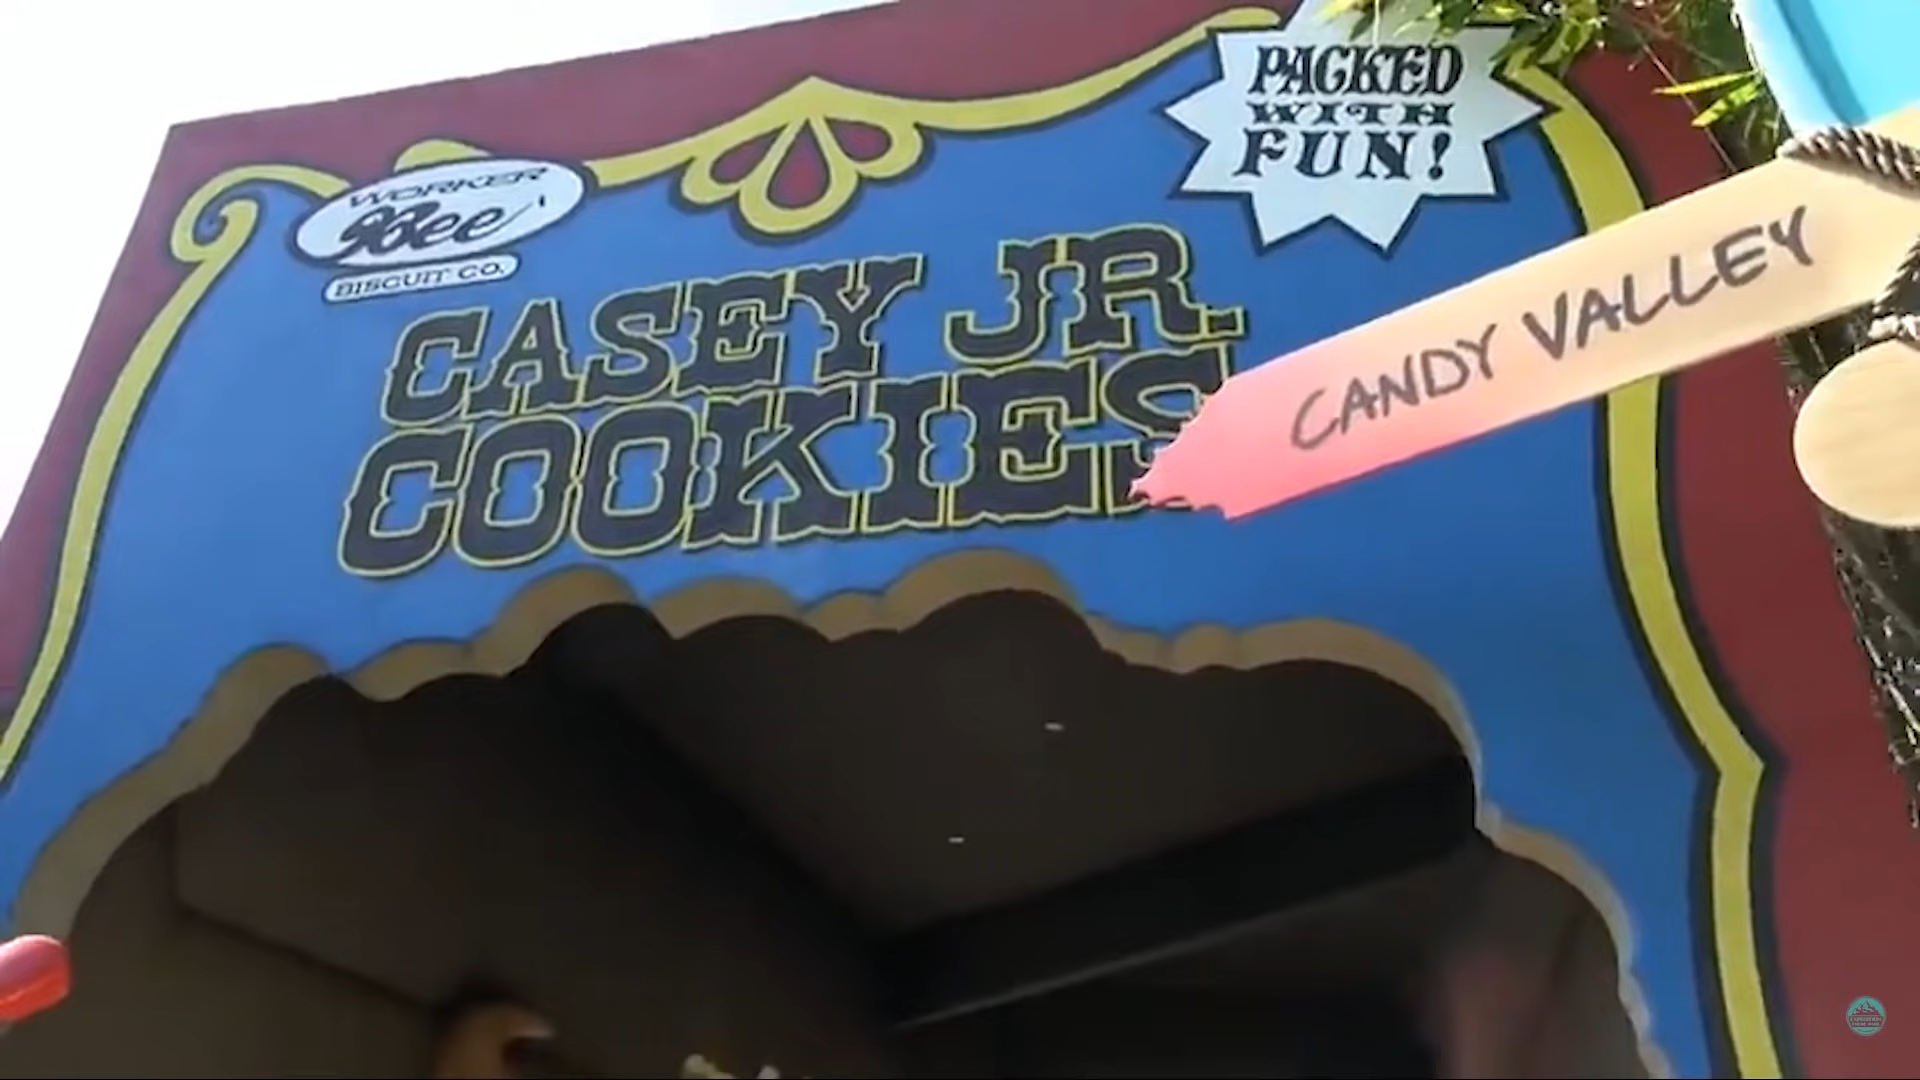 PACKED
WITH
FUN!
WORKER
Bee
BISCUIT CO.
CASEY JR.
COOKIES
CANDY VALLEY